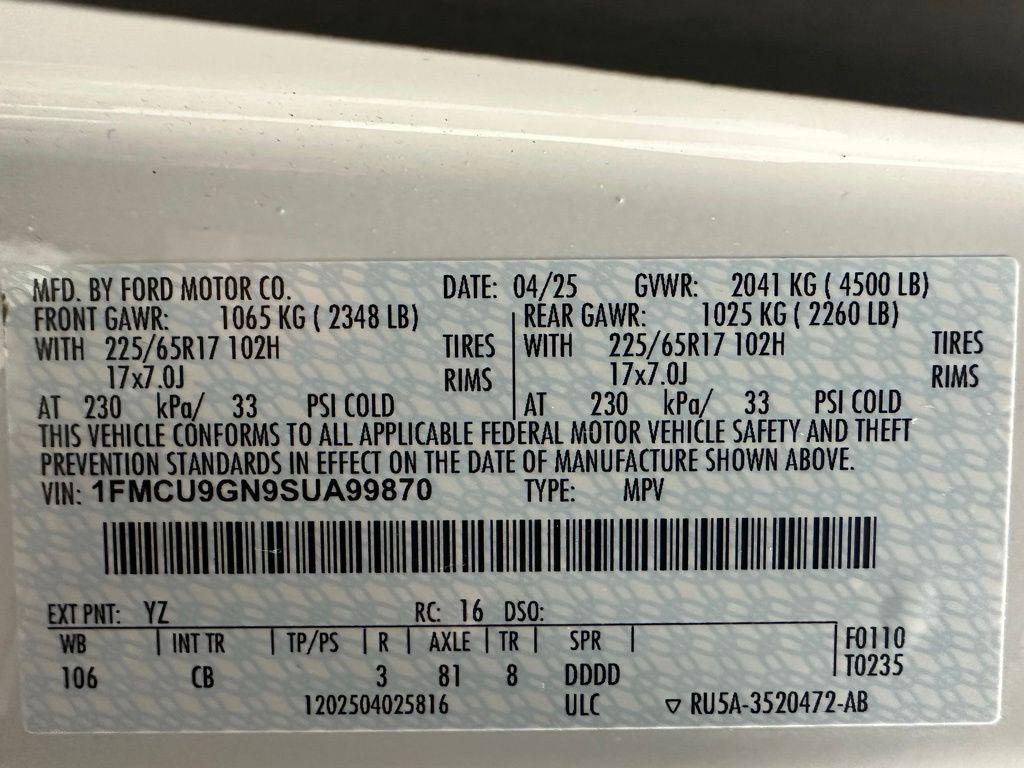 MFD. BY FORD MOTOR CO. DATE: 04/25 GVWR: 2041 KG ( 4500 LB)
FRONT GAWR: 1065 KG ( 2348 LB) REAR GAWR: 1025 KG ( 2260 LB)
WITH 225/65R17 102H TIRES WITH 225/65R17 102H TIRES
17x7.0J RIMS 17x7.0J RIMS
AT 230 kPa/ 33 PSI COLD AT 230 kPa/ 33 PSI COLD
THIS VEHICLE CONFORMS TO ALL APPLICABLE FEDERAL MOTOR VEHICLE SAFETY AND THEFT
PREVENTION STANDARDS IN EFFECT ON THE DATE OF MANUFACTURE SHOWN ABOVE.
VIN: 1FMCU9GN9SUA99870 TYPE: MPV
EXT PNT: YZ RC: 16 DSO:
WB INT TR TP/PS R AXLE TR SPR F0110
106 CB 3 81 8 DDDD T0235
1202504025816 ULC ▽ RU5A-3520472-AB